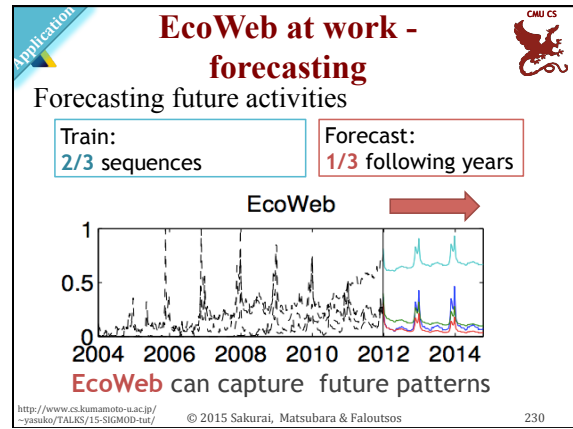 Application
EcoWeb at work -
forecasting
CMU CS
Forecasting future activities
Train:
2/3 sequences
Forecast:
1/3 following years
EcoWeb
1
0.5
0
2004 2006 2008 2010 2012 2014
EcoWeb can capture future patterns
http://www.cs.kumamoto-u.ac.jp/
~yasuko/TALKS/15-SIGMOD-tut/
© 2015 Sakurai, Matsubara & Faloutsos
230